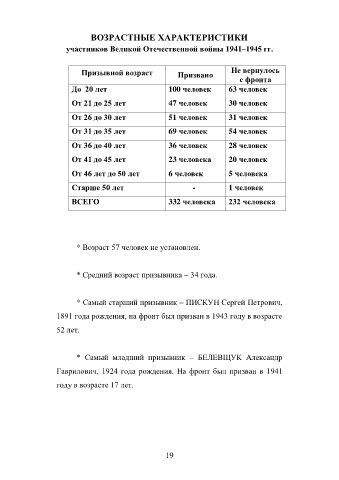 ВОЗРАСТНЫЕ ХАРАКТЕРИСТИКИ
участников Великой Отечественной войны 1941–1945 гг.
Призывной возраст Призвано Не вернулось с фронта
До 20 лет 100 человек 63 человек
От 21 до 25 лет 47 человек 30 человек
От 26 до 30 лет 51 человек 31 человек
От 31 до 35 лет 69 человек 54 человек
От 36 до 40 лет 36 человек 28 человек
От 41 до 45 лет 23 человека 20 человек
От 46 лет до 50 лет 6 человек 5 человека
Старше 50 лет - 1 человек
ВСЕГО 332 человека 232 человека
* Возраст 57 человек не установлен.
* Средний возраст призывника – 34 года.
* Самый старший призывник – ПИСКУН Сергей Петрович,
1891 года рождения, на фронт был призван в 1943 году в возрасте
52 лет.
* Самый младший призывник – БЕЛЕВЩУК Александр
Гаврилович, 1924 года рождения. На фронт был призван в 1941
году в возрасте 17 лет.
19